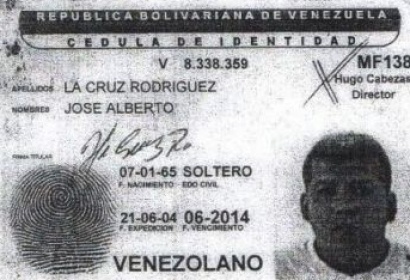 REPUBLICA BOLIVARIANA DE VENEZUELA
CEDULA DE IDENTIDAD
V 8.338.359
MF138
Hugo Cabezas
Director
APELLIDOS LA CRUZ RODRIGUEZ
NOMBRES JOSE ALBERTO
FIRMA TITULAR
07-01-65 SOLTERO
F. NACIMIENTO EDO CIVIL
21-06-04 06-2014
F. EXPEDICION F. VENCIMIENTO
VENEZOLANO